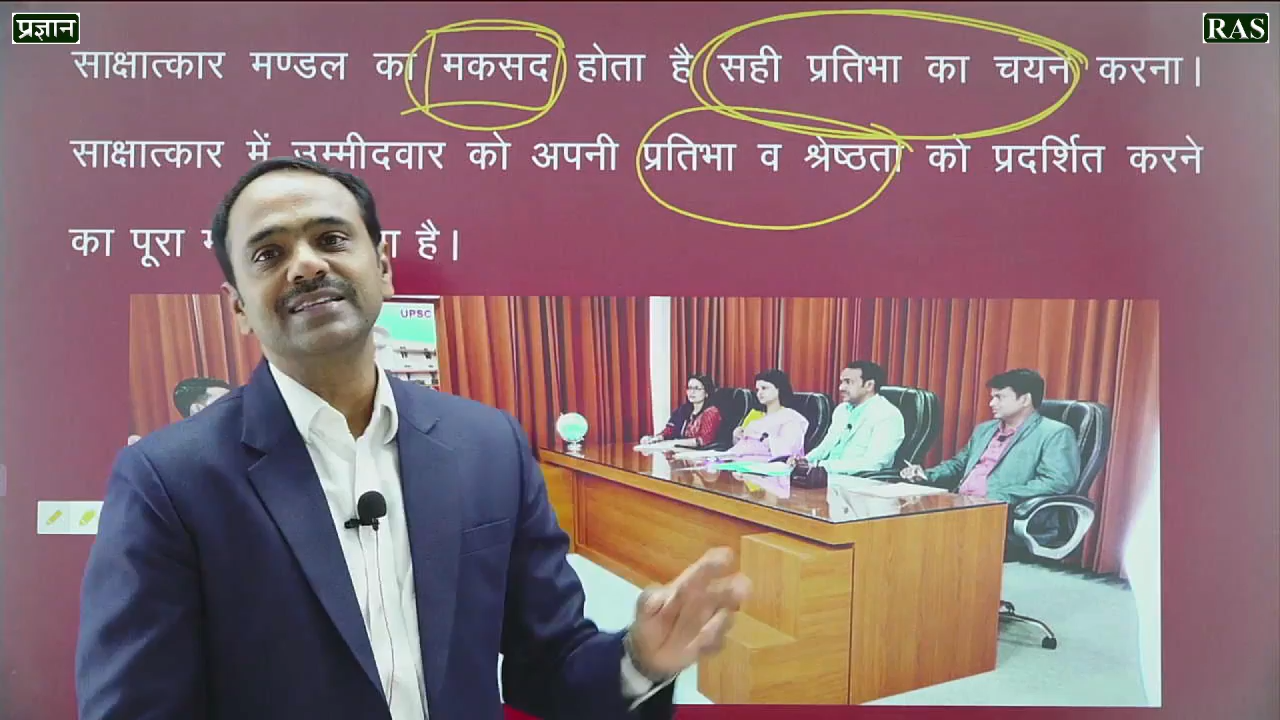 प्रज्ञान
RAS
साक्षात्कार मण्डल का मकसद होता है सही प्रतिभा का चयन करना।
साक्षात्कार में उम्मीदवार को अपनी प्रतिभा व श्रेष्ठता को प्रदर्शित करने
का पूरा है।
UPSC